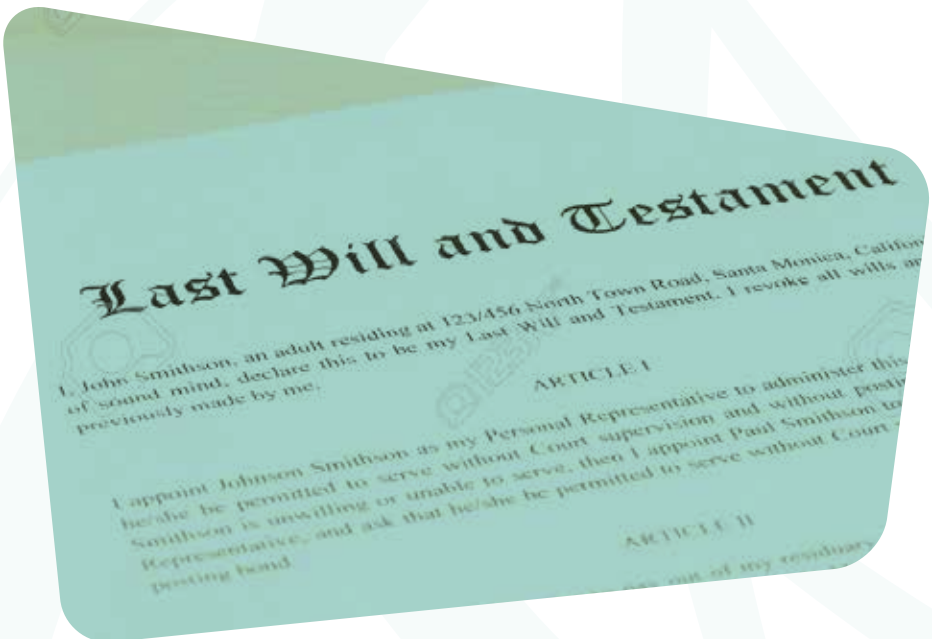 Last Will and Testament
I, John Smithson, an adult residing at 123/456 North Town Road, Santa Monica,
of sound mind, declare this to be my Last Will and Testament. I revoke all wills
previously made by me.
ARTICLE I
I appoint Johnson Smithson as my Personal Representative to administer this
he/she be permitted to serve without Court supervision and without
Smithson is unwilling or unable to serve, then I appoint Paul Smithson to
Representative, and ask that he/she be permitted to serve without Court
posting bond.
ARTICLE II
out of my residuary